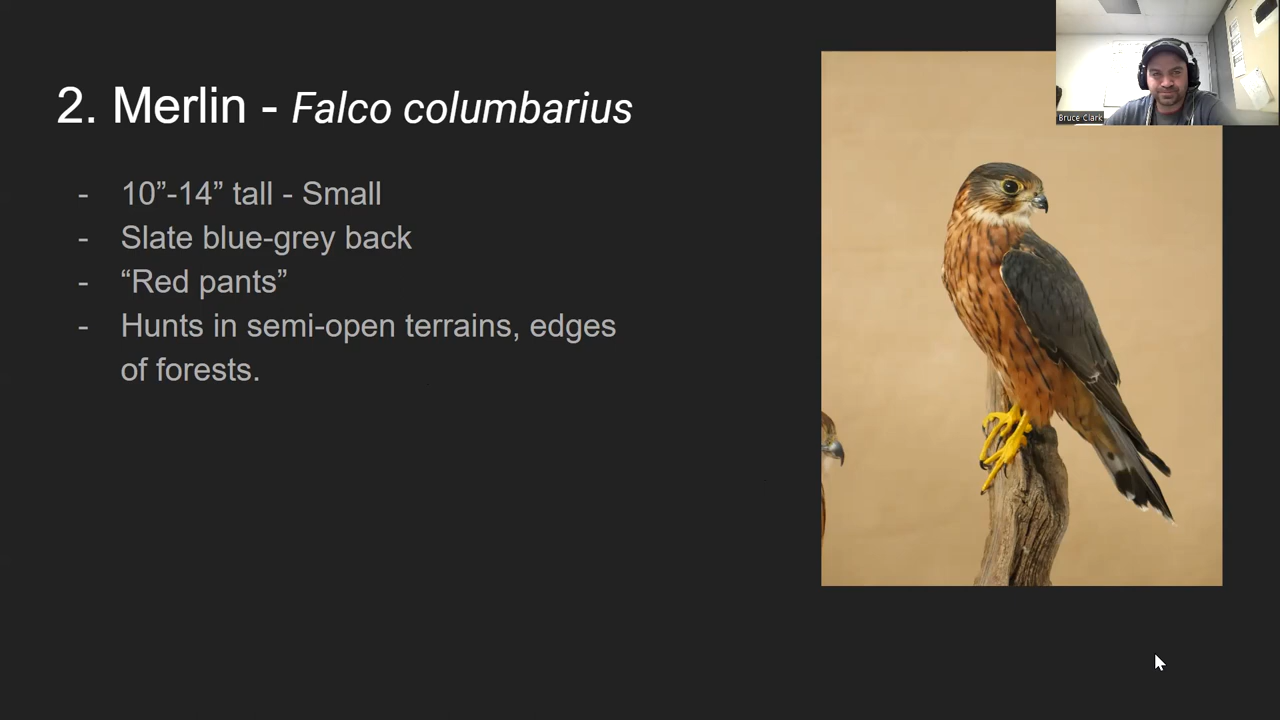 2. Merlin - Falco columbarius
- 10”-14” tall - Small
- Slate blue-grey back
- “Red pants”
- Hunts in semi-open terrains, edges
of forests.
Bruce Clark